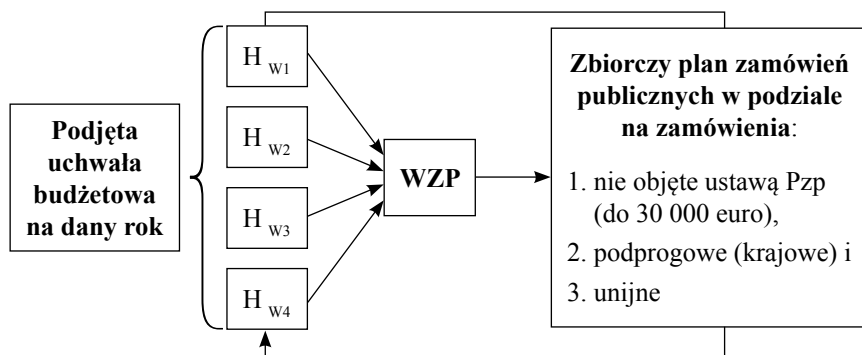 Podjęta
uchwała
budżetowa
na dany rok
H W1
H W2
H W3
H W4
WZP
Zbiorczy plan zamówień
publicznych w podziale
na zamówienia:
1. nie objęte ustawą Pzp
(do 30 000 euro),
2. podprogowe (krajowe) i
3. unijne